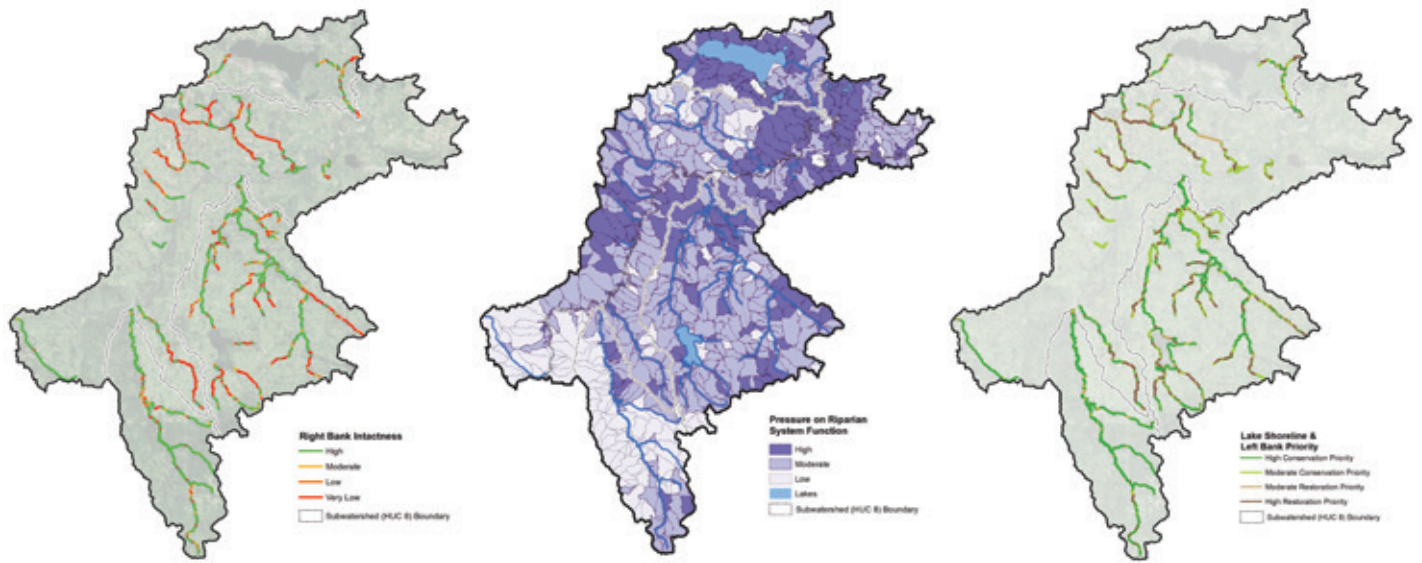 Right Bank Intactness
High
Moderate
Low
Very Low
Subwatershed (HUC 8) Boundary
Pressure on Riparian
System Function
High
Moderate
Low
Lakes
Subwatershed (HUC 8) Boundary
Lake Shoreline &
Left Bank Priority
High Conservation Priority
Moderate Conservation Priority
Moderate Restoration Priority
High Restoration Priority
Subwatershed (HUC 8) Boundary